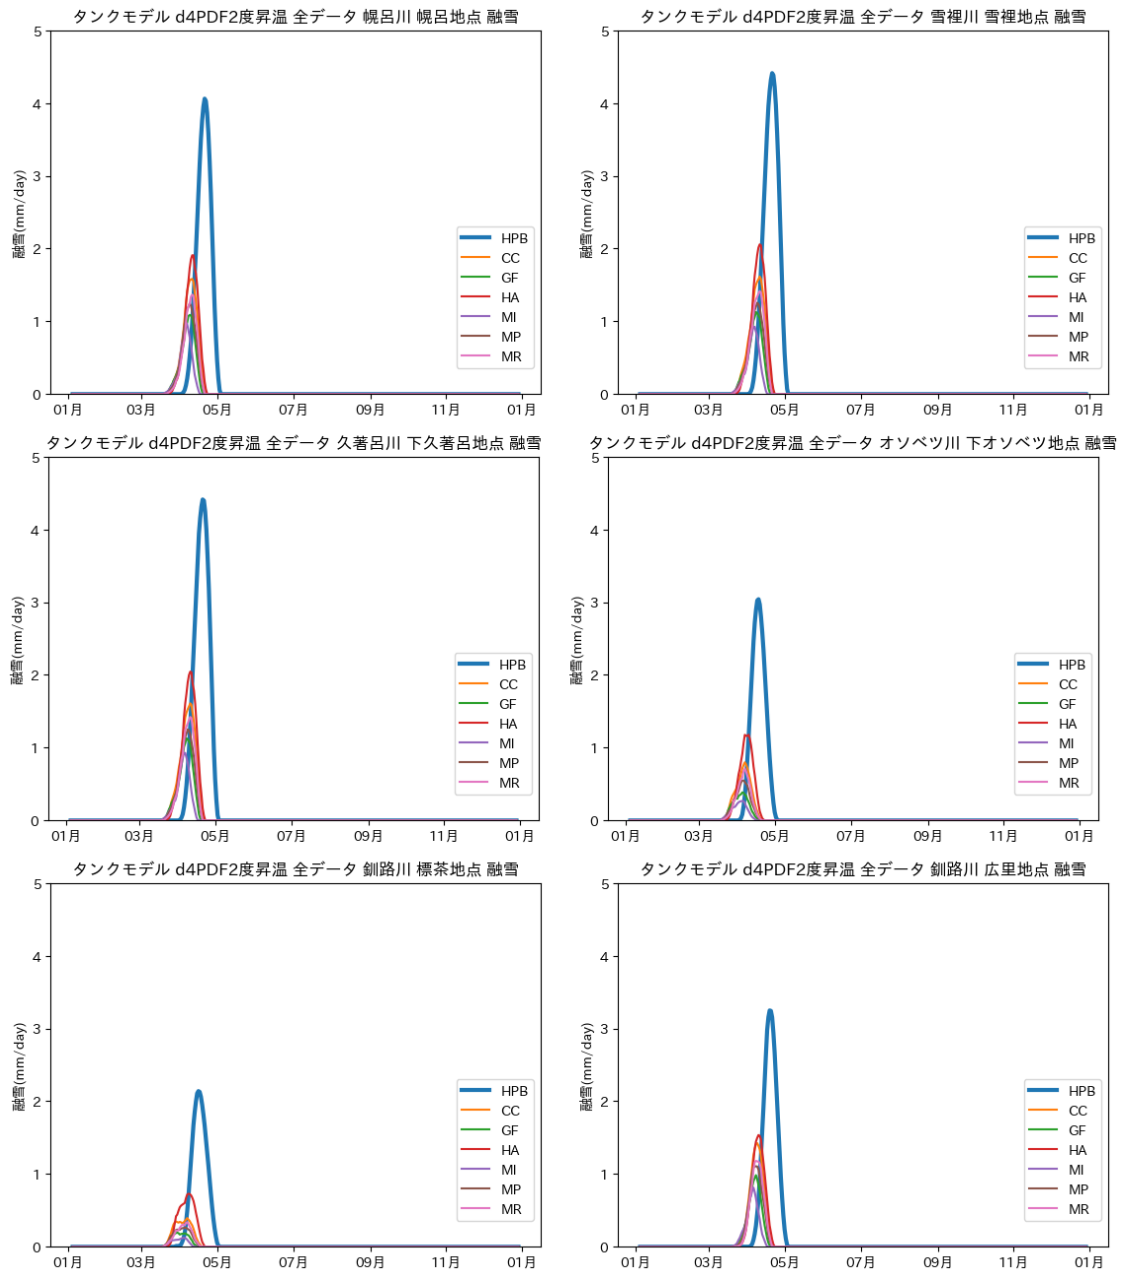 タンクモデル d4PDF2度昇温 全データ 幌呂川 幌呂地点 融雪
5
4
3
2
1
0
融雪(mm/day)
01月 03月 05月 07月 09月 11月 01月
HPB
CC
GF
HA
MI
MP
MR
タンクモデル d4PDF2度昇温 全データ 雪裡川 雪裡地点 融雪
5
4
3
2
1
0
融雪(mm/day)
01月 03月 05月 07月 09月 11月 01月
HPB
CC
GF
HA
MI
MP
MR
タンクモデル d4PDF2度昇温 全データ 久著呂川 下久著呂地点 融雪
5
4
3
2
1
0
融雪(mm/day)
01月 03月 05月 07月 09月 11月 01月
HPB
CC
GF
HA
MI
MP
MR
タンクモデル d4PDF2度昇温 全データ オソベツ川 下オソベツ地点 融雪
5
4
3
2
1
0
融雪(mm/day)
01月 03月 05月 07月 09月 11月 01月
HPB
CC
GF
HA
MI
MP
MR
タンクモデル d4PDF2度昇温 全データ 釧路川 標茶地点 融雪
5
4
3
2
1
0
融雪(mm/day)
01月 03月 05月 07月 09月 11月 01月
HPB
CC
GF
HA
MI
MP
MR
タンクモデル d4PDF2度昇温 全データ 釧路川 広里地点 融雪
5
4
3
2
1
0
融雪(mm/day)
01月 03月 05月 07月 09月 11月 01月
HPB
CC
GF
HA
MI
MP
MR